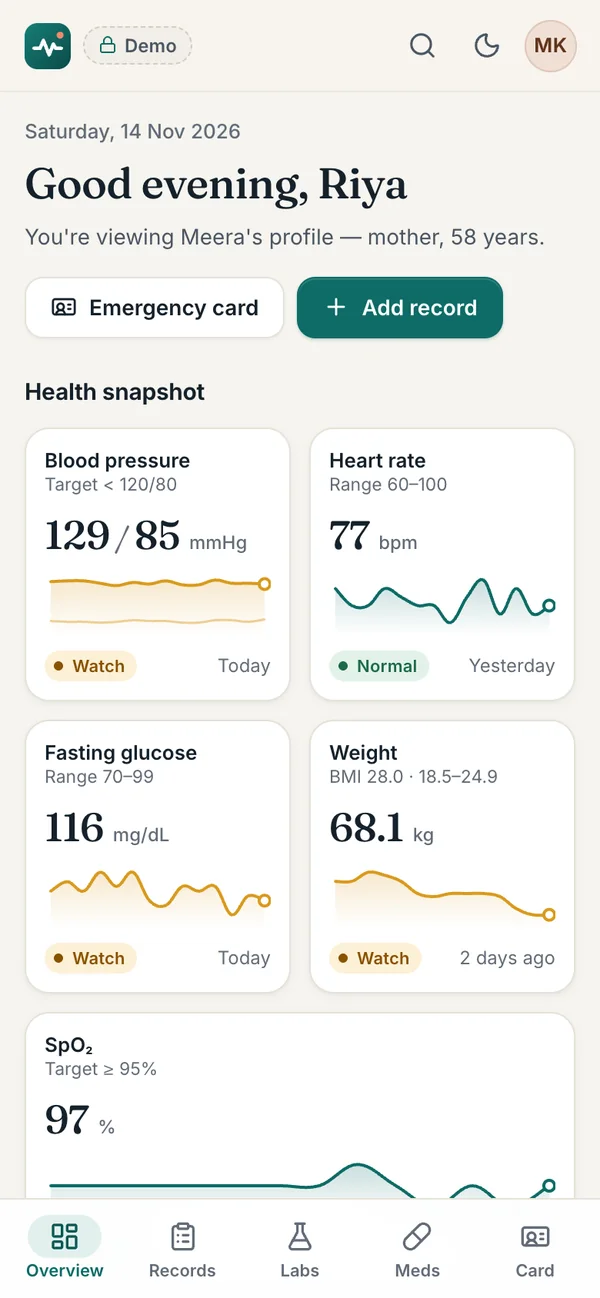 Demo
MK
Saturday, 14 Nov 2026
Good evening, Riya
You're viewing Meera's profile — mother, 58 years.
Emergency card
+ Add record
Health snapshot
Blood pressure
Target < 120/80
129/85 mmHg
Watch
Today
Heart rate
Range 60–100
77 bpm
Normal
Yesterday
Fasting glucose
Range 70–99
116 mg/dL
Watch
Today
Weight
BMI 28.0 · 18.5–24.9
68.1 kg
Watch
2 days ago
SpO₂
Target ≥ 95%
97 %
Overview
Records
Labs
Meds
Card